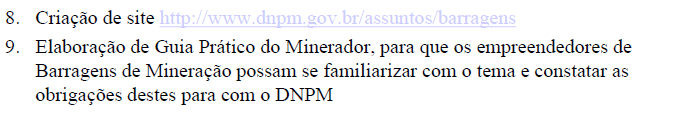 8. Criação de site http://www.dnpm.gov.br/assuntos/barragens
9. Elaboração de Guia Prático do Minerador, para que os empreendedores de
Barragens de Mineração possam se familiarizar com o tema e constatar as
obrigações destes para com o DNPM